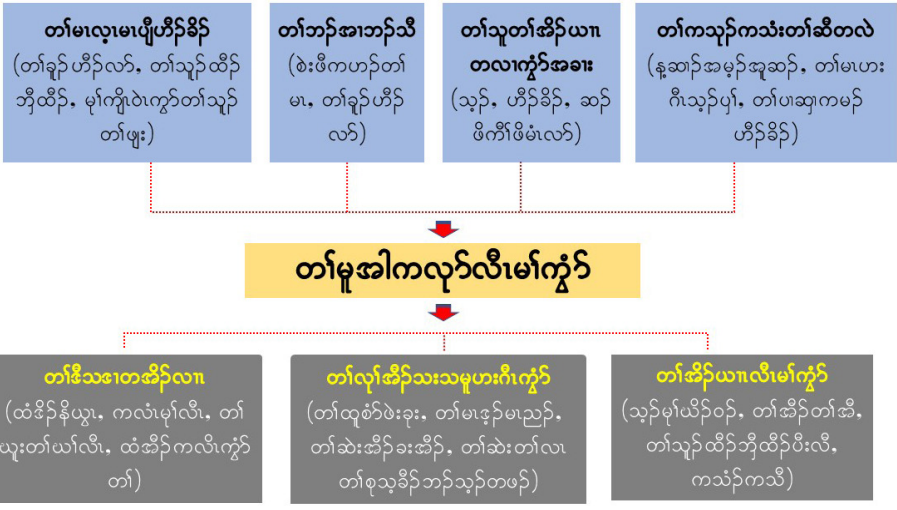 တၢ်မၤလ့ၤမၤပျီဟီၣ်ခိၣ်
(တၢ်ခူၣ်ဟီၣ်လာ်, တၢ်သူၣ်ထီၣ်
ဘှီထီၣ်, မုၢ်ကျိၤဝဲၤကွာ်တၢ်သူၣ်
တၢ်ဖျး)
တၢ်ဘၣ်အၢဘၣ်သီ
(စဲးဖီကဟၣ်တၢ်
မၤ, တၢ်ခူၣ်ဟီၣ်
လာ်)
တၢ်သူတၢ်အိၣ်ယၢၤ
တလၢကွံာ်အခၢး
(သ့ၣ်, ဟီၣ်ခိၣ်, ဆၣ်
ဖိကိၢ်ဖိမံၤလာ်)
တၢ်ကသုၣ်ကသံးတၢ်ဆီတလဲ
(န့ဆၢၣ်အမ့ၣ်အူဆၣ်, တၢ်မၤဟး
ဂီၤသ့ၣ်ပှၢ်, တၢ်ပၢဆှၢကမၣ်
ဟီၣ်ခိၣ်)
တၢ်မူအါကလုာ်လီၤမၢ်ကွံာ်
တၢ်ဒီသဒၢတအိၣ်လၢၤ
(ထံဒိၣ်နိယွၤ, ကလံၤမုၢ်လီၤ, တၢ်
ယူးတၢ်ဃၢ်လီၤ, ထံအီၣ်ကလိၤကွံာ်
တၢ်)
တၢ်လုၢ်အီၣ်သးသမူဟးဂီၤကွံာ်
(တၢ်ထူစံာ်ဖဲးခုး, တၢ်မၤဒ့ၣ်မၤညၣ်,
တၢ်ဆဲးအီၣ်ခးအီၣ်, တၢ်ဆဲးတၢ်လၤ
တၢ်စုသ့ခီၣ်ဘၣ်သ့ၣ်တဖၣ်)
တၢ်အိၣ်ယၢၤလီၤမၢ်ကွံာ်
(သ့ၣ်မုၢ်ယိၣ်ဝၣ်, တၢ်အီၣ်တၢ်အီ,
တၢ်သူၣ်ထီၣ်ဘှီထီၣ်ပီးလီ,
ကသံၣ်ကသီ)